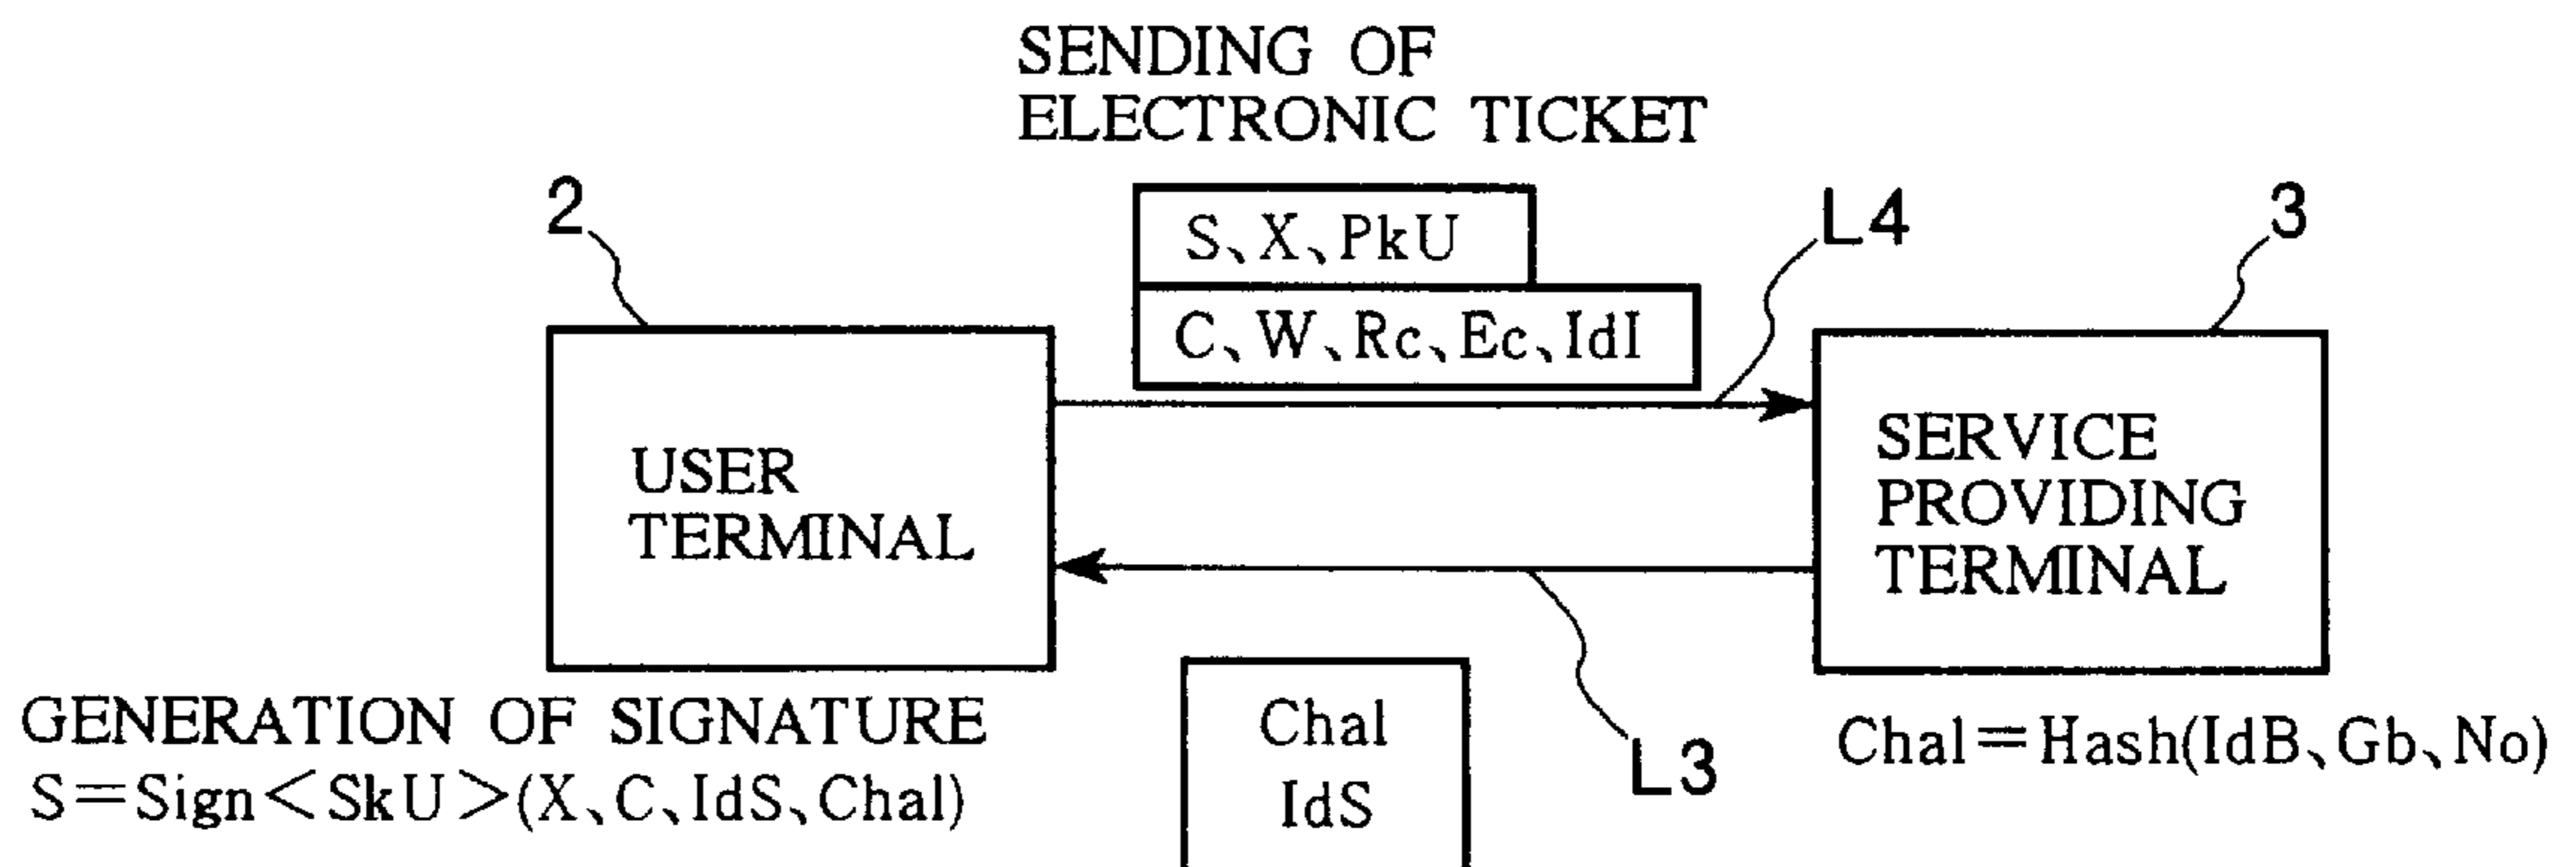 SENDING OF
ELECTRONIC TICKET
2
S、X、PkU
L4
3
C、W、Rc、Ec、IdI
USER
TERMINAL
SERVICE
PROVIDING
TERMINAL
GENERATION OF SIGNATURE
S=Sign<SkU>(X、C、IdS、Chal)
Chal
IdS
L3
Chal=Hash(IdB、Gb、No)